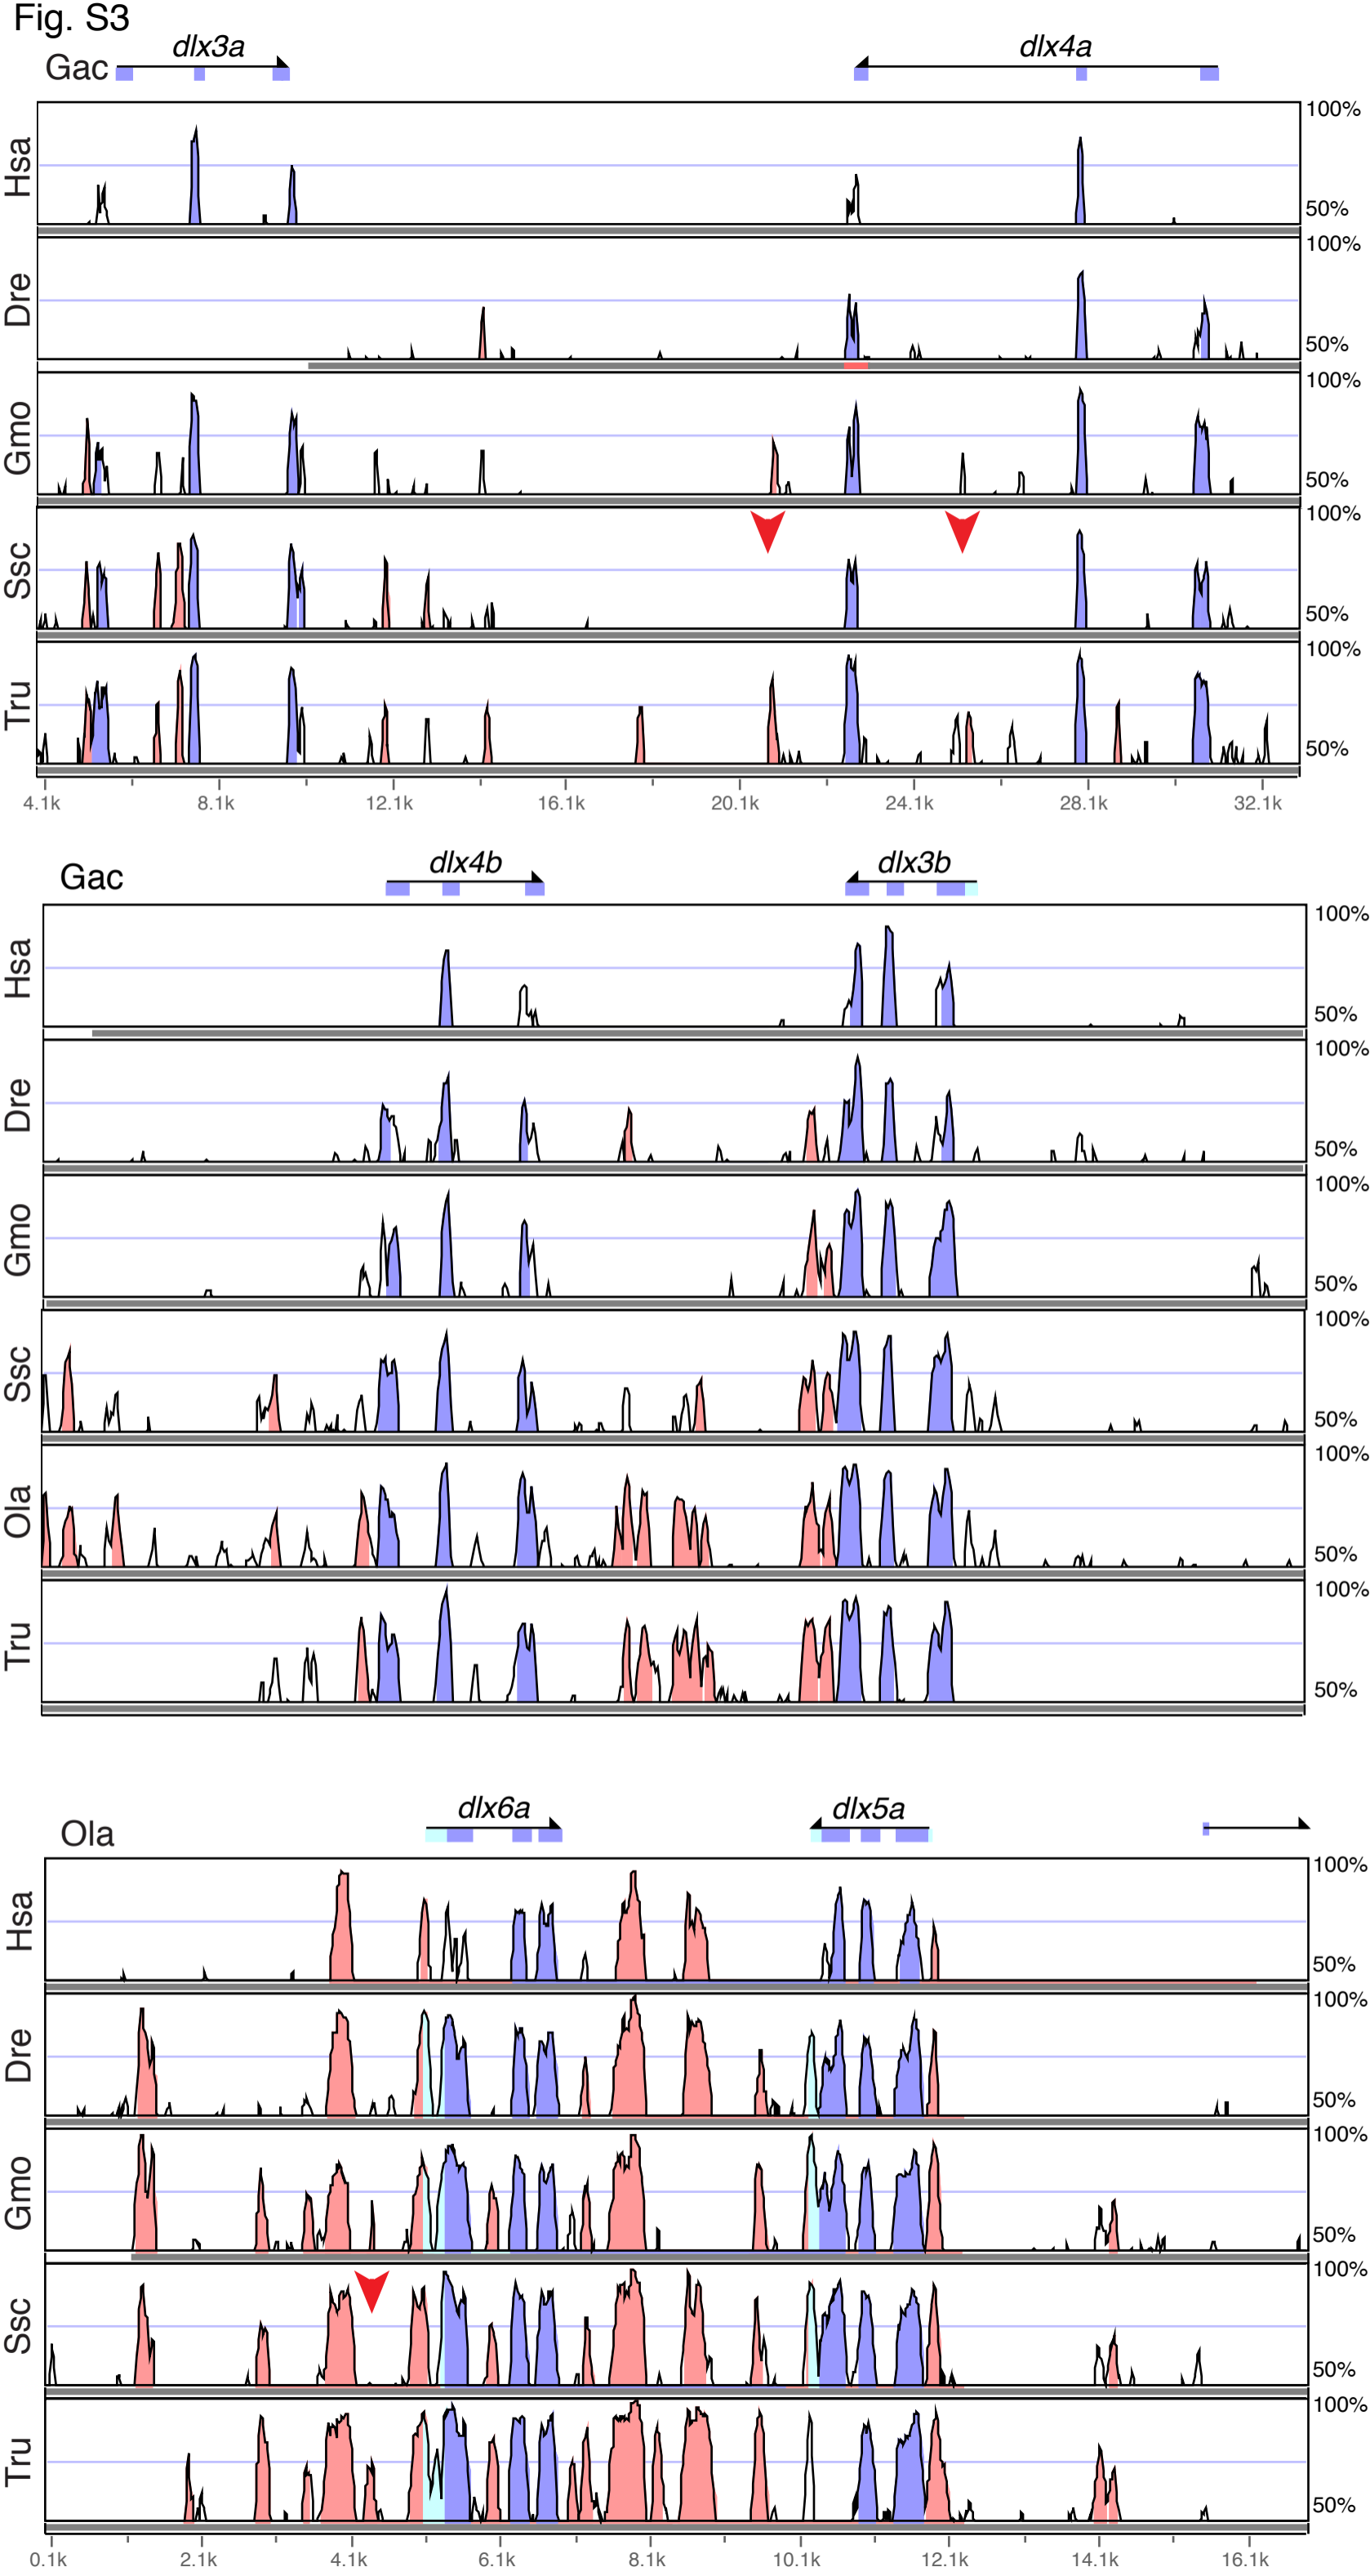 Fig. S3
Gac dlx3a dlx4a
Hsa 100% 50%
Dre 100% 50%
Gmo 100% 50%
Ssc 100% 50%
Tru 100% 50%
4.1k 8.1k 12.1k 16.1k 20.1k 24.1k 28.1k 32.1k
Gac dlx4b dlx3b
Hsa 100% 50%
Dre 100% 50%
Gmo 100% 50%
Ssc 100% 50%
Ola 100% 50%
Tru 100% 50%
Ola dlx6a dlx5a
Hsa 100% 50%
Dre 100% 50%
Gmo 100% 50%
Ssc 100% 50%
Tru 100% 50%
0.1k 2.1k 4.1k 6.1k 8.1k 10.1k 12.1k 14.1k 16.1k